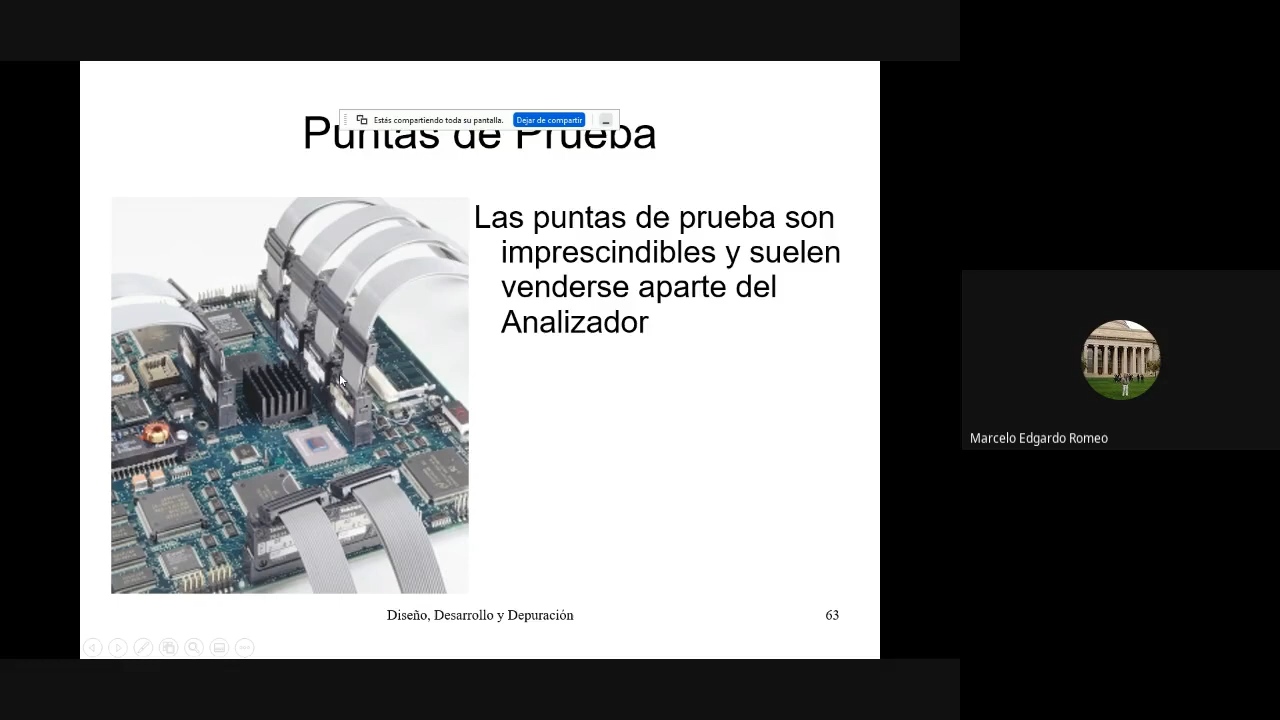 Estás compartiendo toda su pantalla. Dejar de compartir
Puntas de Prueba
Las puntas de prueba son
imprescindibles y suelen
venderse aparte del
Analizador
Marcelo Edgardo Romeo
Diseño, Desarrollo y Depuración 63